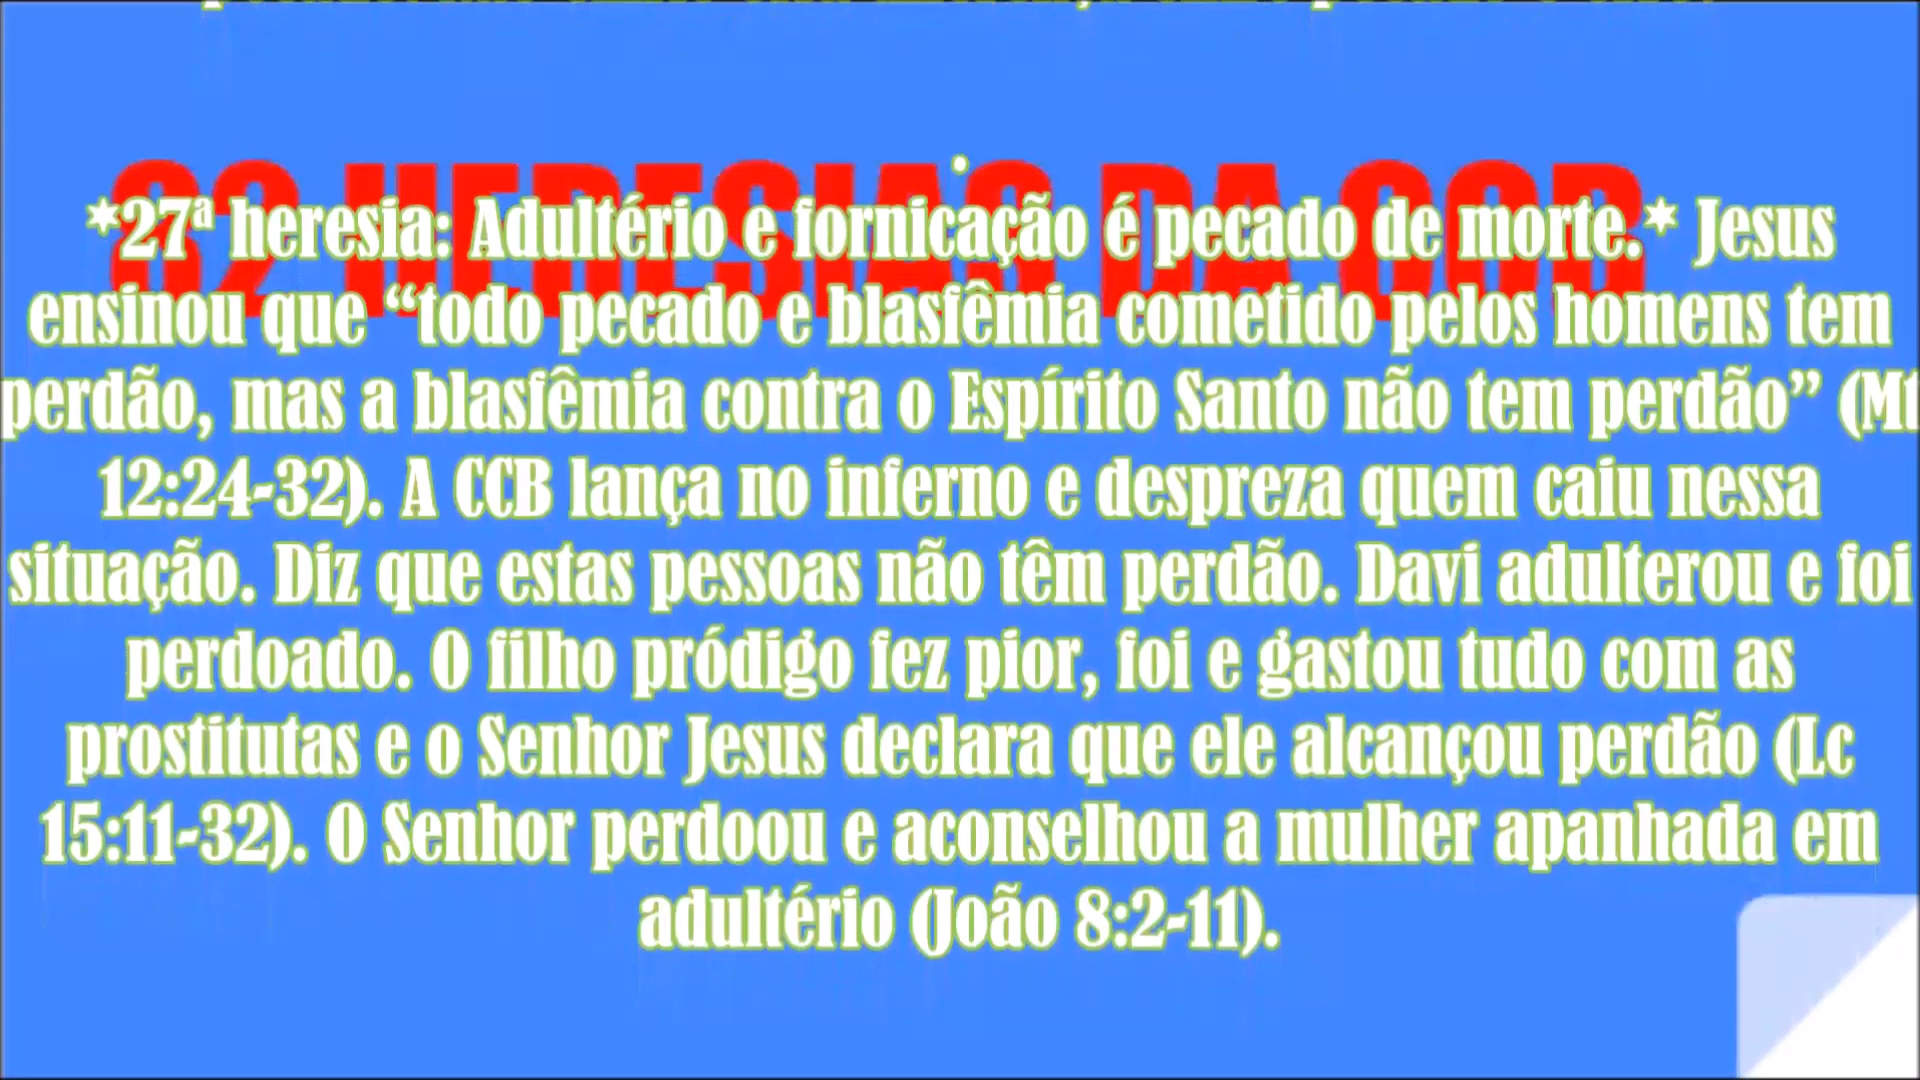 82 HERESIAS DA CCB
*27ª heresia: Adultério e fornicação é pecado de morte.* Jesus
ensinou que “todo pecado e blasfêmia cometido pelos homens tem
perdão, mas a blasfêmia contra o Espírito Santo não tem perdão” (Mt
12:24-32). A CCB lança no inferno e despreza quem caiu nessa
situação. Diz que estas pessoas não têm perdão. Davi adulterou e foi
perdoado. O filho pródigo fez pior, foi e gastou tudo com as
prostitutas e o Senhor Jesus declara que ele alcançou perdão (Lc
15:11-32). O Senhor perdoou e aconselhou a mulher apanhada em
adultério (João 8:2-11).